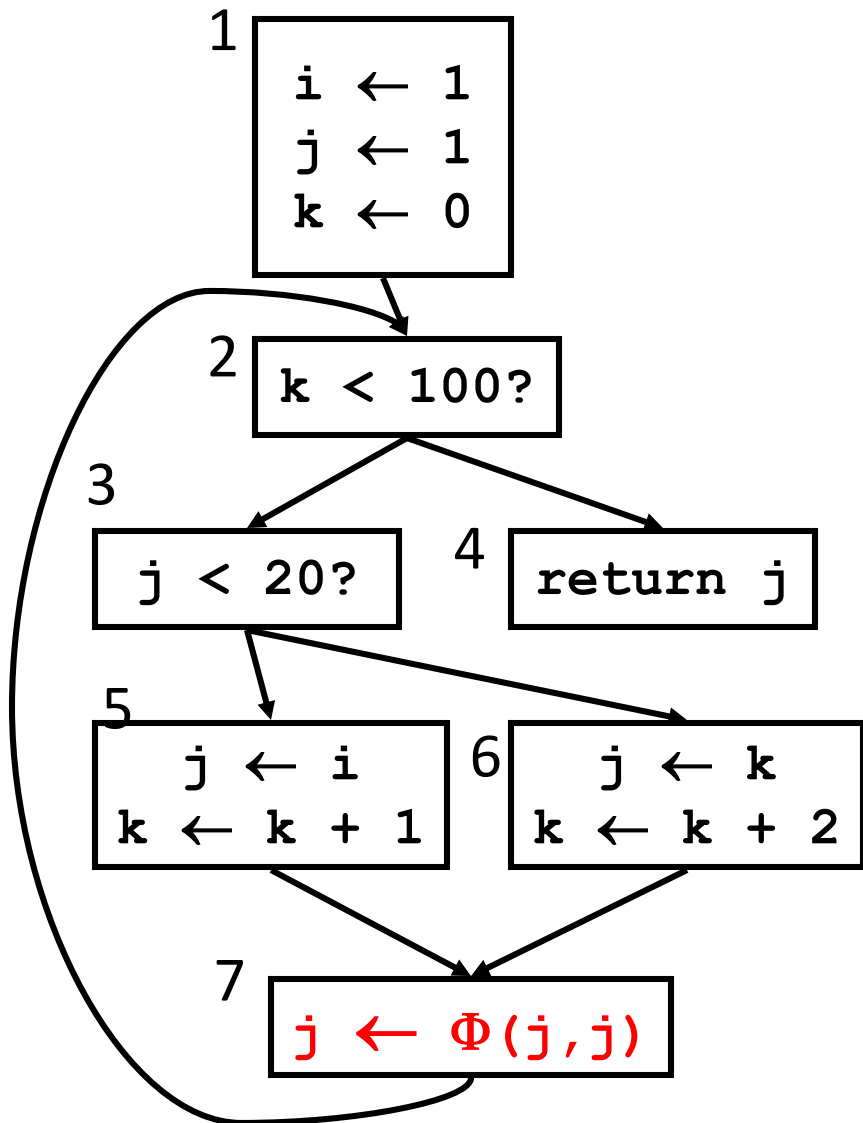 1
i ← 1
j ← 1
k ← 0
2
k < 100?
3
j < 20?
4
return j
5
j ← i
k ← k + 1
6
j ← k
k ← k + 2
7
j ← Φ(j,j)